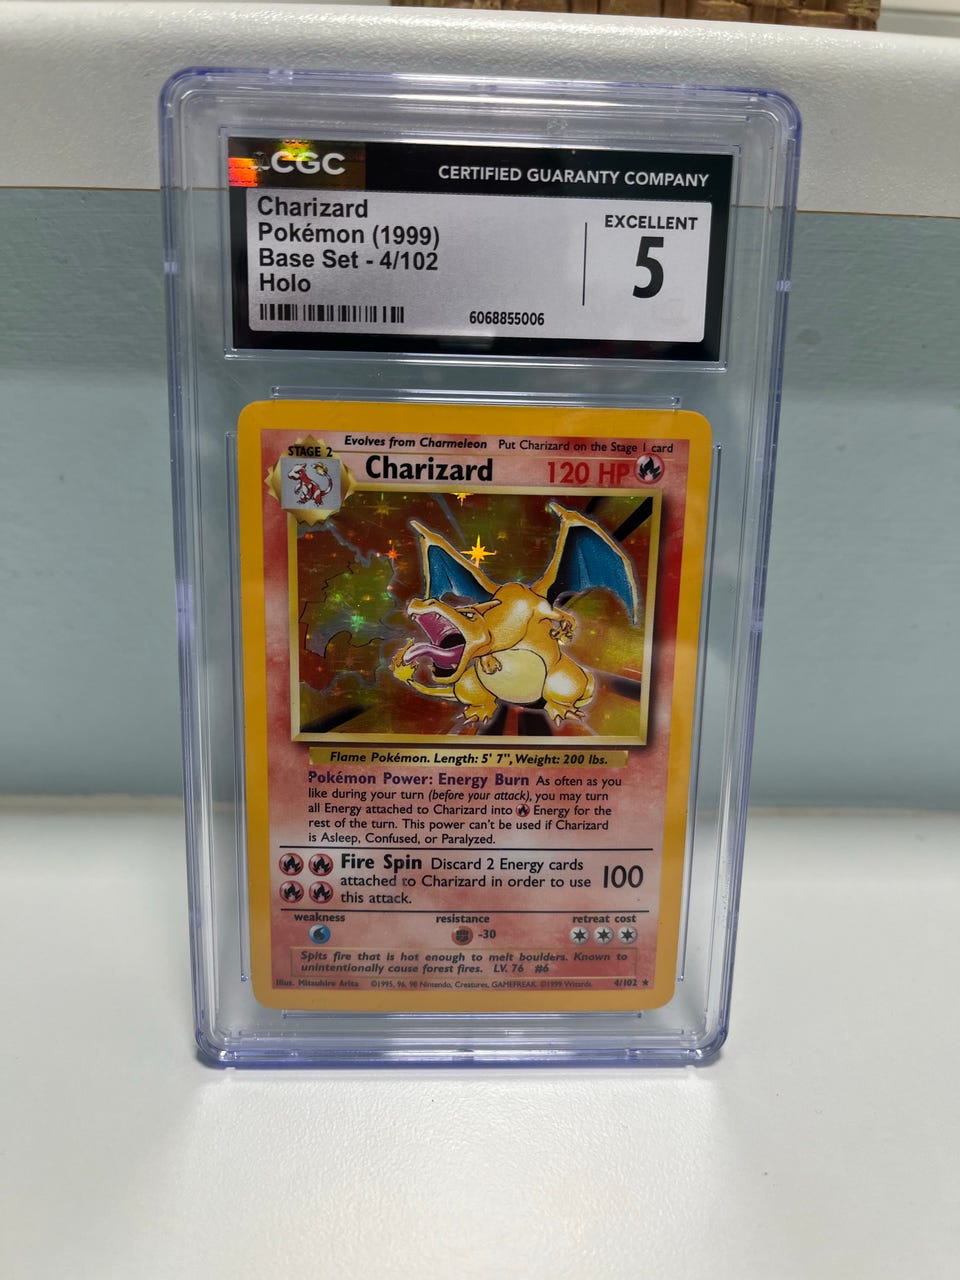 CGC
CERTIFIED GUARANTY COMPANY
Charizard
Pokémon (1999)
Base Set - 4/102
Holo
EXCELLENT
5
6068855006
STAGE 2
Evolves from Charmeleon Put Charizard on the Stage 1 card
Charizard 120 HP
Flame Pokémon. Length: 5' 7", Weight: 200 lbs.
Pokémon Power: Energy Burn As often as you
like during your turn (before your attack), you may turn
all Energy attached to Charizard into Energy for the
rest of the turn. This power can't be used if Charizard
is Asleep, Confused, or Paralyzed.
Fire Spin Discard 2 Energy cards
attached to Charizard in order to use
this attack.
100
weakness resistance retreat cost
-30
Spits fire that is hot enough to melt boulders. Known to
unintentionally cause forest fires. LV. 76 #6
Illus. Mitsuhiro Arita ©1995, 96, 98 Nintendo, Creatures, GAMEFREAK. ©1999 Wizards. 4/102 ★